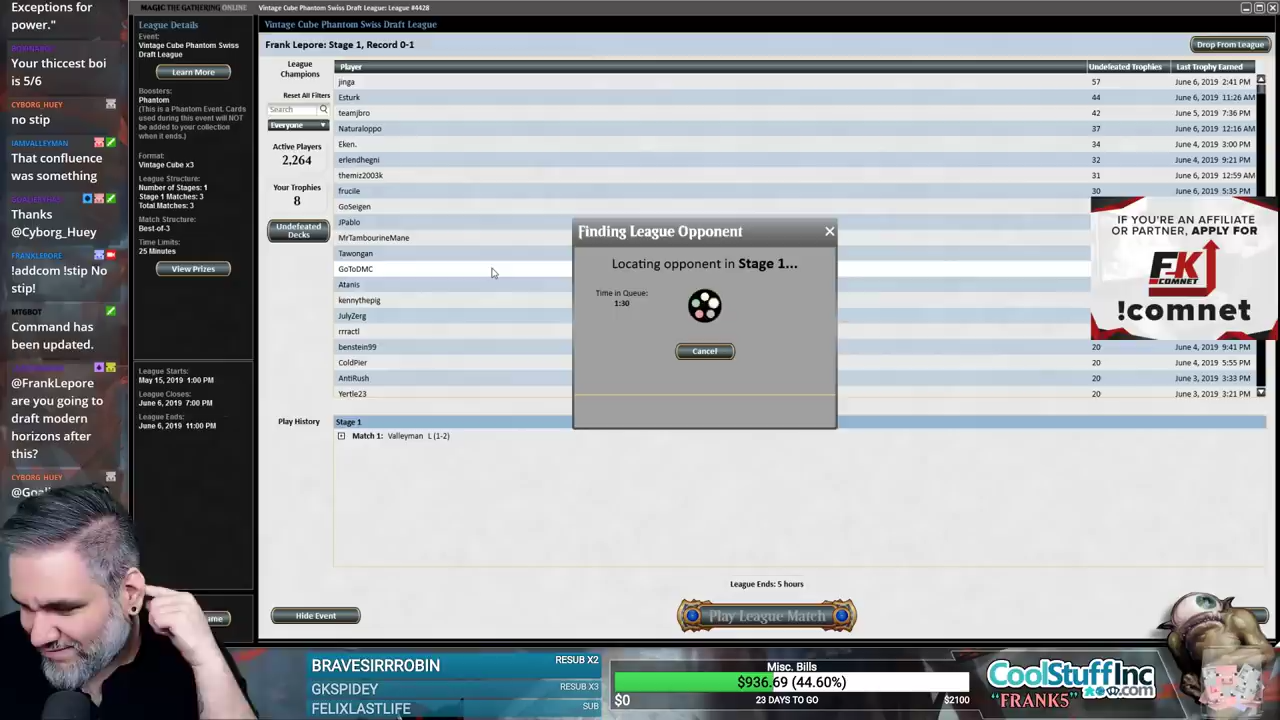 Exceptions for
power."
Your thiccest boi
is 5/6
CYBORG_HUEY
no stip
IAMVALLEYMAN
That confluence
was something
Thanks
@Cyborg_Huey
FRANKLEPORE
!addcom !stip No
stip!
MTGBOT
Command has
been updated.
@FrankLepore
are you going to
draft modern
horizons after
this?
CYBORG HUEY
MAGIC THE GATHERING ONLINE
Vintage Cube Phantom Swiss Draft League: League #4428
League Details
Event:
Vintage Cube Phantom Swiss
Draft League
Learn More
Boosters:
Phantom
(This is a Phantom Event. Cards
used during this event will NOT
be added to your collection
when it ends.)
Format:
Vintage Cube x3
League Structure:
Number of Stages: 1
Stage 1 Matches: 3
Total Matches: 3
Match Structure:
Best-of-3
Time Limits:
25 Minutes
View Prizes
League Starts:
May 15, 2019 1:00 PM
League Closes:
June 6, 2019 7:00 PM
League Ends:
June 6, 2019 11:00 PM
Vintage Cube Phantom Swiss Draft League
Frank Lepore: Stage 1, Record 0-1
Drop From League
League
Champions
Reset All Filters
Search
Everyone
Active Players
2,264
Your Trophies
8
Undefeated
Decks
Player Undefeated Trophies Last Trophy Earned
jinga 57 June 6, 2019 2:41 PM
Esturk 44 June 6, 2019 11:26 AM
teamjbro 42 June 5, 2019 7:36 PM
Naturaloppo 37 June 6, 2019 12:16 AM
Eken. 34 June 4, 2019 3:00 PM
erlendhegni 32 June 4, 2019 9:21 PM
themiz2003k 31 June 6, 2019 12:59 AM
frucile 30 June 4, 2019 5:35 PM
GoSeigen
JPablo
MrTambourineMane
Tawongan
GoToDMC
Atanis
kennythepig
JulyZerg
rrractl
benstein99 20 June 4, 2019 9:41 PM
ColdPier 20 June 4, 2019 5:55 PM
AntiRush 20 June 3, 2019 3:33 PM
Yertle23 20 June 3, 2019 3:21 PM
Finding League Opponent
Locating opponent in Stage 1...
Time in Queue:
1:30
Cancel
IF YOU'RE AN AFFILIATE
OR PARTNER, APPLY FOR
FK
COMNET
!comnet
Play History
Stage 1
Match 1: Valleyman L (1-2)
League Ends: 5 hours
Hide Event
Play League Match
BRAVESIRRROBIN RESUB X2
GKSPIDEY RESUB X3
FELIXLASTLIFE SUB
Misc. Bills
$936.69 (44.60%)
$0 23 DAYS TO GO $2100
CoolStuffInc
.com
"FRANK5"